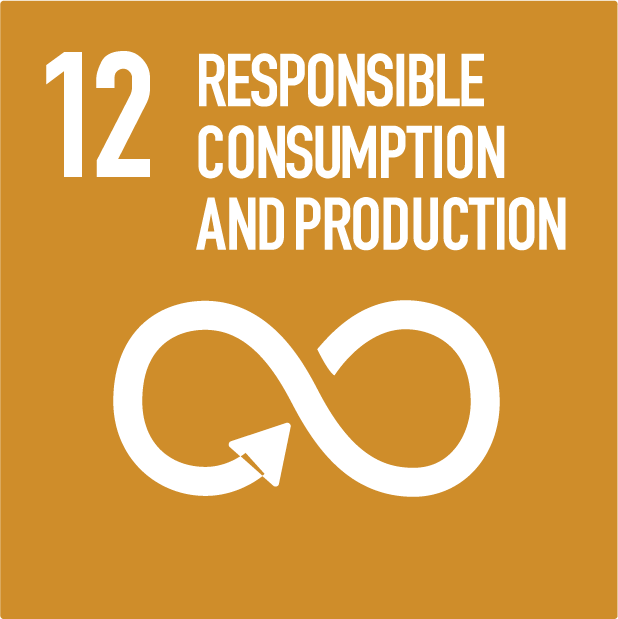 12
RESPONSIBLE
CONSUMPTION
AND PRODUCTION